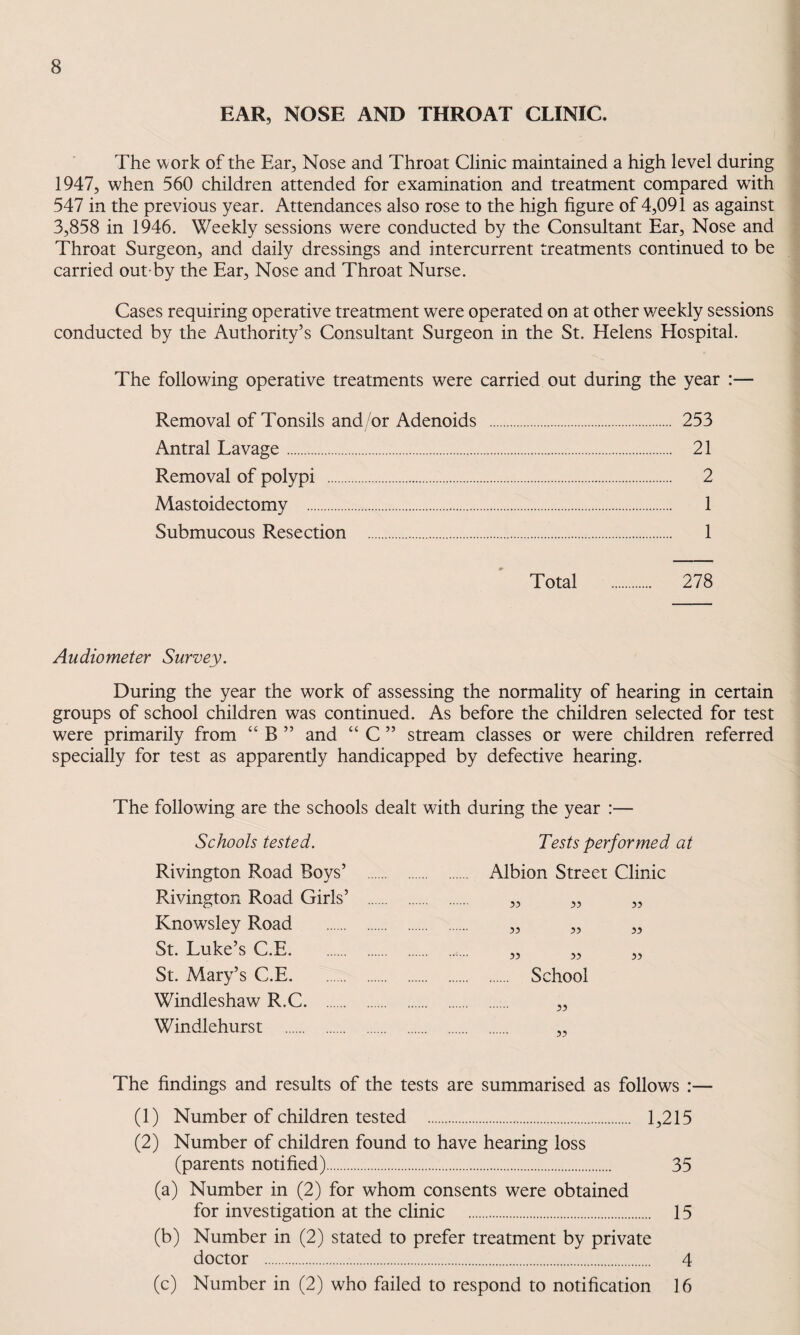 8
EAR, NOSE AND THROAT CLINIC.
The work of the Ear, Nose and Throat Clinic maintained a high level during
1947, when 560 children attended for examination and treatment compared with
547 in the previous year. Attendances also rose to the high figure of 4,091 as against
3,858 in 1946. Weekly sessions were conducted by the Consultant Ear, Nose and
Throat Surgeon, and daily dressings and intercurrent treatments continued to be
carried out by the Ear, Nose and Throat Nurse.
Cases requiring operative treatment were operated on at other weekly sessions
conducted by the Authority's Consultant Surgeon in the St. Helens Hospital.
The following operative treatments were carried out during the year :—
Removal of Tonsils and/or Adenoids ........ 253
Antral Lavage ........ 21
Removal of polypi ........ 2
Mastoidectomy ........ 1
Submucous Resection ........ 1
Total ........ 278
Audiometer Survey.
During the year the work of assessing the normality of hearing in certain
groups of school children was continued. As before the children selected for test
were primarily from “ B ” and “ C ” stream classes or were children referred
specially for test as apparently handicapped by defective hearing.
The following are the schools dealt with during the year :—
Schools tested. Tests performed at
Rivington Road Boys' ...... ...... ...... Albion Street Clinic
Rivington Road Girls' ...... ...... ...... „ „ „
Knowsley Road ...... ...... ...... ...... „ „ „
St. Luke's C.E. ...... ...... ...... ...... „ „ „
St. Mary's C.E. ...... ...... ...... ...... ...... School
Windleshaw R.C. ...... ...... ...... ...... ...... „
Windlehurst ...... ...... ...... ...... ...... ...... „
The findings and results of the tests are summarised as follows :—
(1) Number of children tested ........ 1,215
(2) Number of children found to have hearing loss
(parents notified)........ 35
(a) Number in (2) for whom consents were obtained
for investigation at the clinic ........ 15
(b) Number in (2) stated to prefer treatment by private
doctor ........ 4
(c) Number in (2) who failed to respond to notification 16